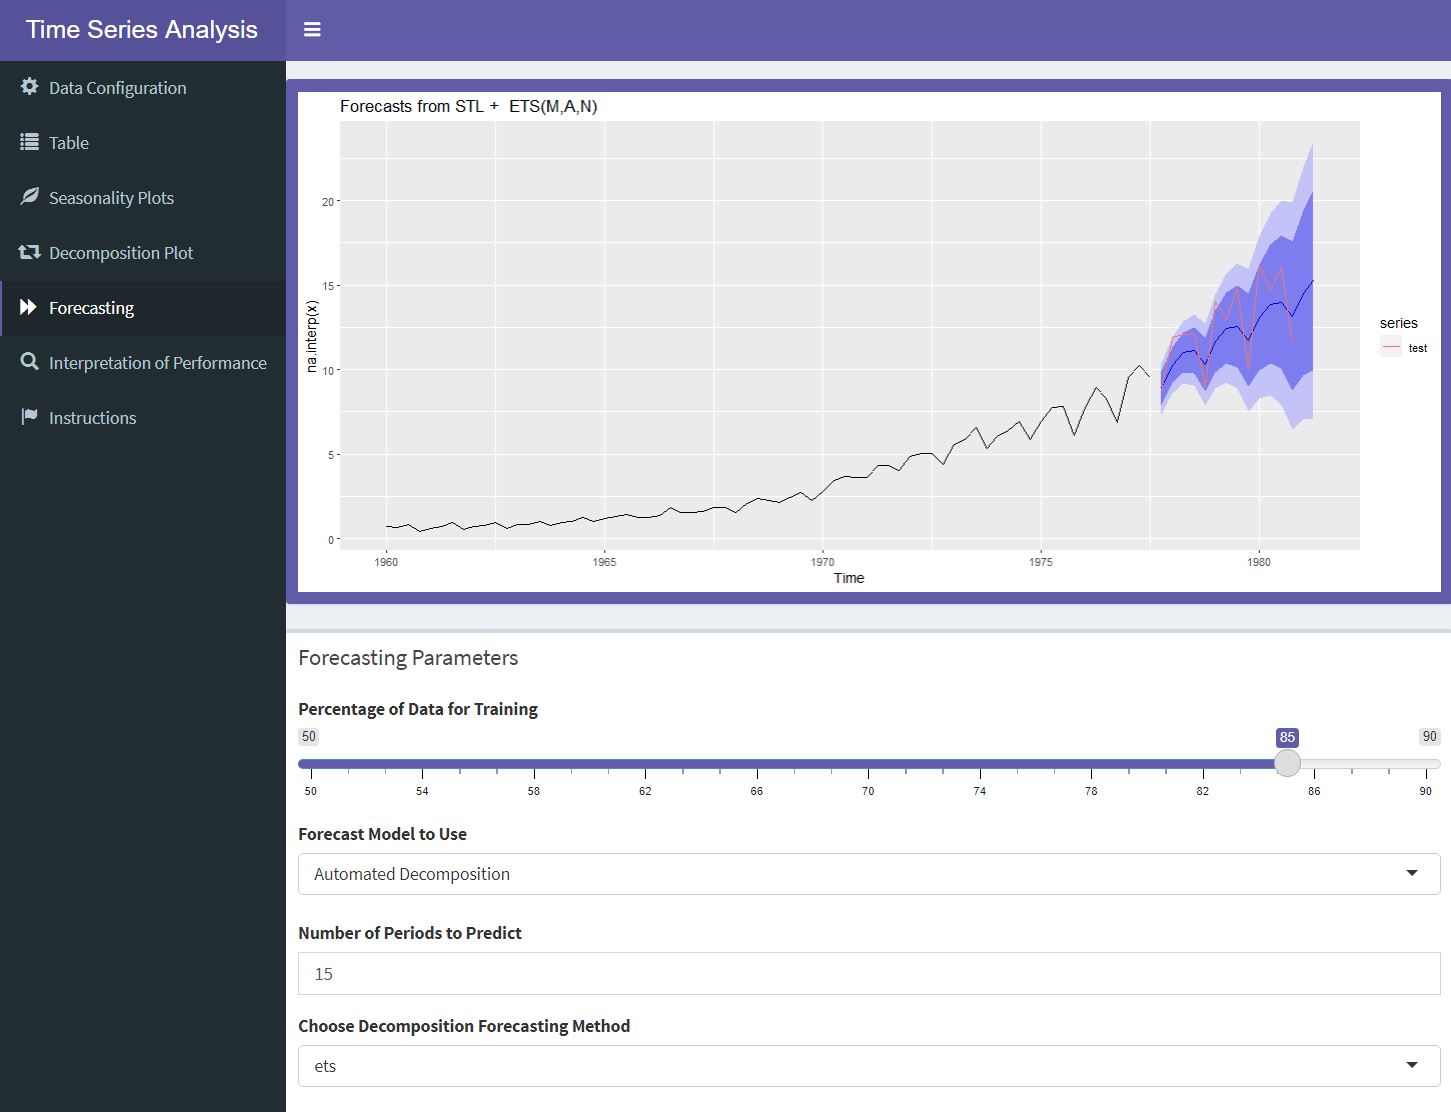 Time Series Analysis
Data Configuration
Table
Seasonality Plots
Decomposition Plot
Forecasting
Interpretation of Performance
Instructions
Forecasts from STL +  ETS(M,A,N)
na.interp(x)
20
15
10
5
0
1960 1965 1970 1975 1980
Time
series
test
Forecasting Parameters
Percentage of Data for Training
50 85 90
50 54 58 62 66 70 74 78 82 86 90
Forecast Model to Use
Automated Decomposition
Number of Periods to Predict
15
Choose Decomposition Forecasting Method
ets